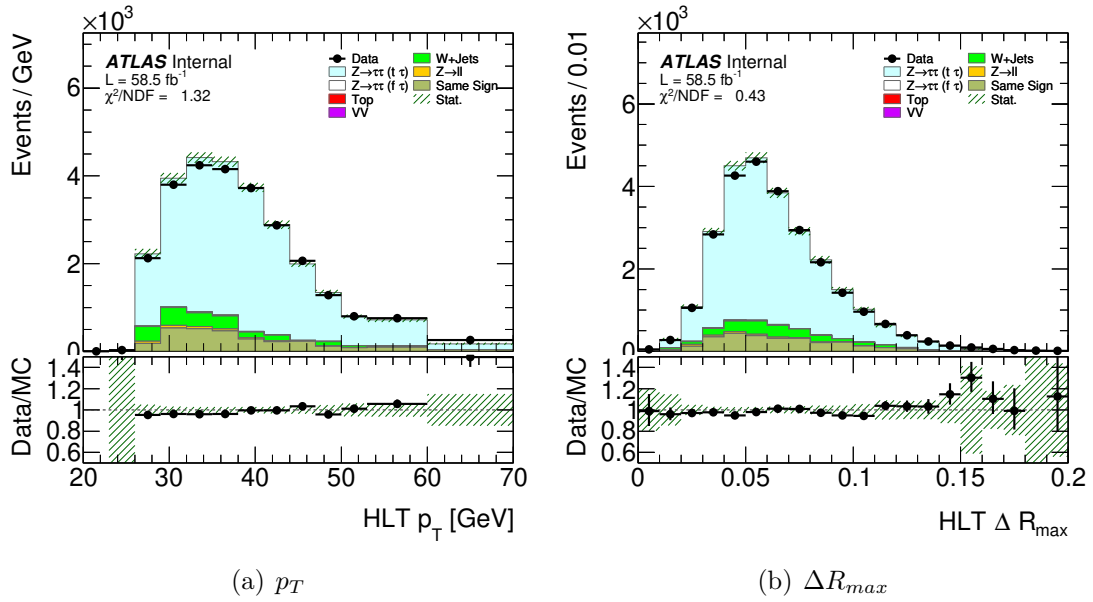 ×10³
Events / GeV
ATLAS Internal
L = 58.5 fb⁻¹
χ²/NDF = 1.32
Data
Z→ττ (t τ)
Z→ττ (f τ)
Top
VV
W+Jets
Z→ll
Same Sign
Stat.
6
4
2
0
Data/MC
1.4
1.2
1
0.8
0.6
20 30 40 50 60 70
HLT p_T [GeV]
(a) p_T
×10³
Events / 0.01
ATLAS Internal
L = 58.5 fb⁻¹
χ²/NDF = 0.43
Data
Z→ττ (t τ)
Z→ττ (f τ)
Top
VV
W+Jets
Z→ll
Same Sign
Stat.
6
4
2
0
Data/MC
1.4
1.2
1
0.8
0.6
0 0.05 0.1 0.15 0.2
HLT Δ R_max
(b) ΔR_max